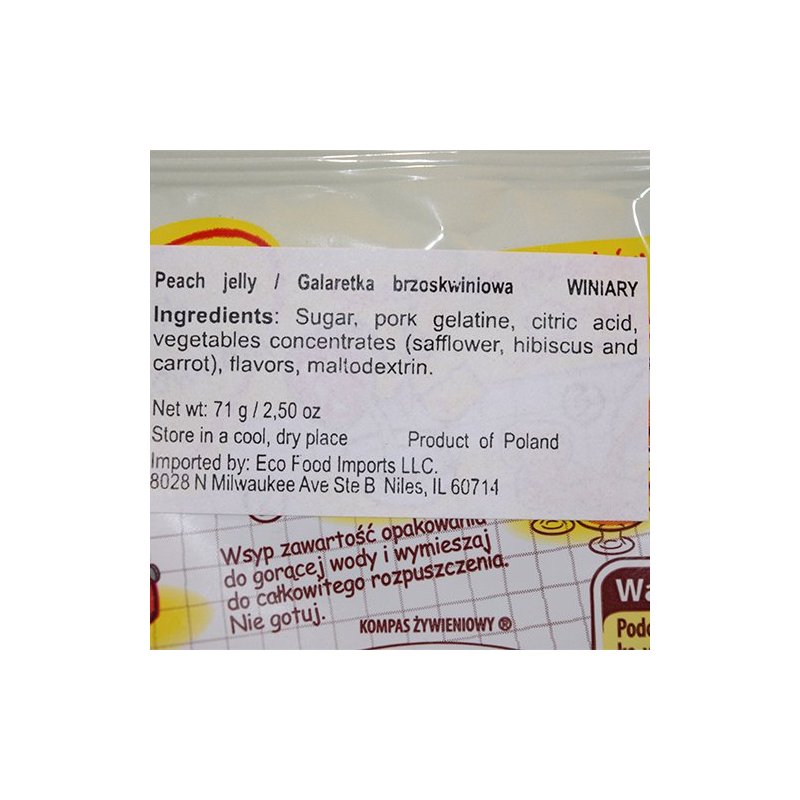 Peach jelly / Galaretka brzoskwiniowa WINIARY
Ingredients: Sugar, pork gelatine, citric acid,
vegetables concentrates (safflower, hibiscus and
carrot), flavors, maltodextrin.
Net wt: 71 g / 2,50 oz
Store in a cool, dry place Product of Poland
Imported by: Eco Food Imports LLC.
8028 N Milwaukee Ave Ste B Niles, IL 60714
Wsyp zawartość opakowania
do gorącej wody i wymieszaj
do całkowitego rozpuszczenia.
Nie gotuj.
KOMPAS ŻYWIENIOWY ®